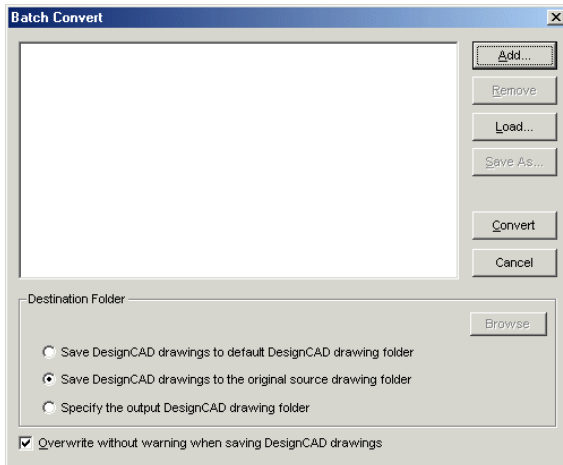 Batch Convert
Add...
Remove
Load...
Save As...
Convert
Cancel
Destination Folder
Browse
Save DesignCAD drawings to default DesignCAD drawing folder
Save DesignCAD drawings to the original source drawing folder
Specify the output DesignCAD drawing folder
Overwrite without warning when saving DesignCAD drawings